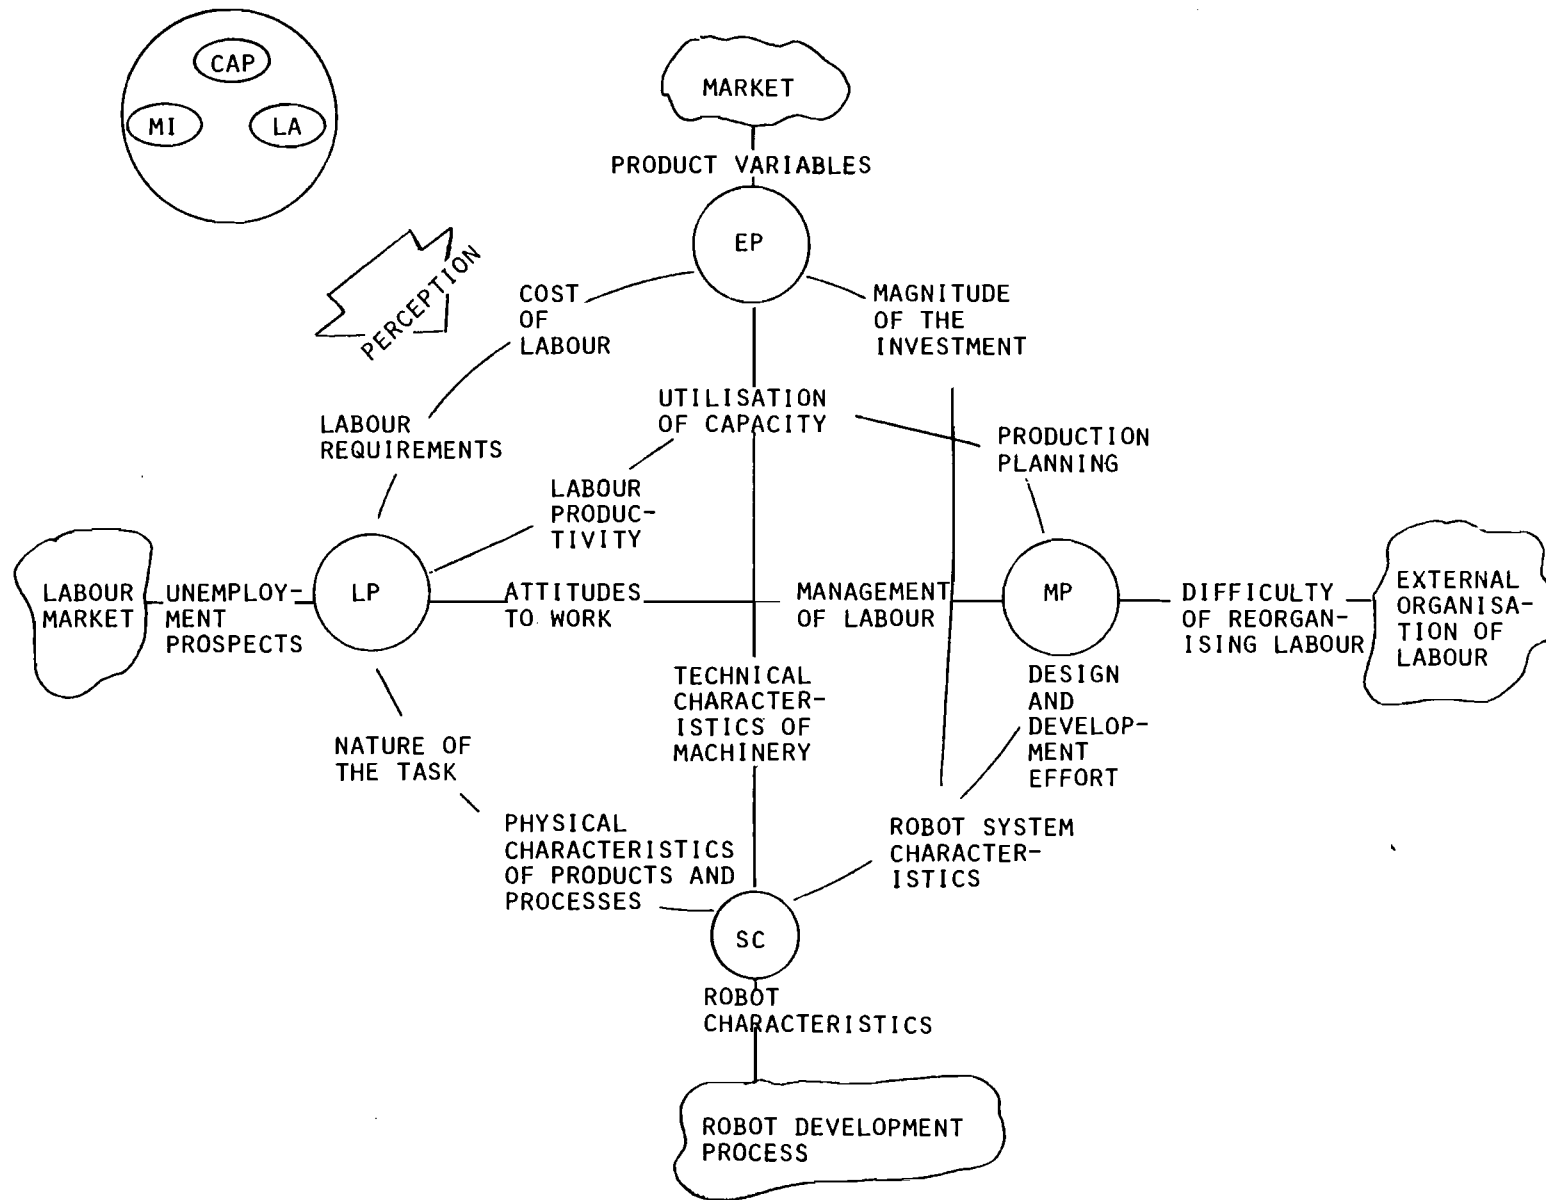 CAP
MI
LA
MARKET
PRODUCT VARIABLES
EP
PERCEPTION
COST
OF
LABOUR
MAGNITUDE
OF THE
INVESTMENT
LABOUR
REQUIREMENTS
UTILISATION
OF CAPACITY
PRODUCTION
PLANNING
LABOUR
PRODUC-
TIVITY
LABOUR
MARKET
UNEMPLOY-
MENT
PROSPECTS
LP
ATTITUDES
TO WORK
MANAGEMENT
OF LABOUR
MP
DIFFICULTY
OF REORGAN-
ISING LABOUR
EXTERNAL
ORGANISA-
TION OF
LABOUR
TECHNICAL
CHARACTER-
ISTICS OF
MACHINERY
DESIGN
AND
DEVELOP-
MENT
EFFORT
NATURE OF
THE TASK
PHYSICAL
CHARACTERISTICS
OF PRODUCTS AND
PROCESSES
ROBOT SYSTEM
CHARACTER-
ISTICS
SC
ROBOT
CHARACTERISTICS
ROBOT DEVELOPMENT
PROCESS